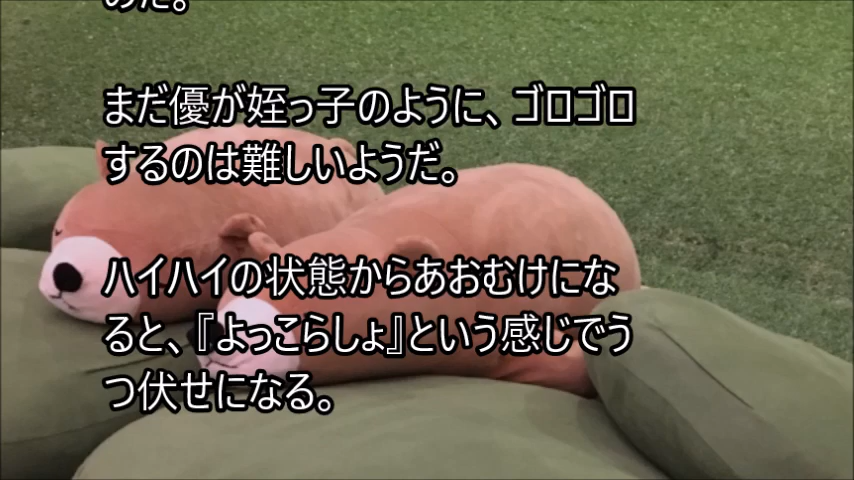 のだ。
まだ優が姪っ子のように、ゴロゴロ
するのは難しいようだ。
ハイハイの状態からあおむけにな
ると、『よっこらしょ』という感じでう
つ伏せになる。